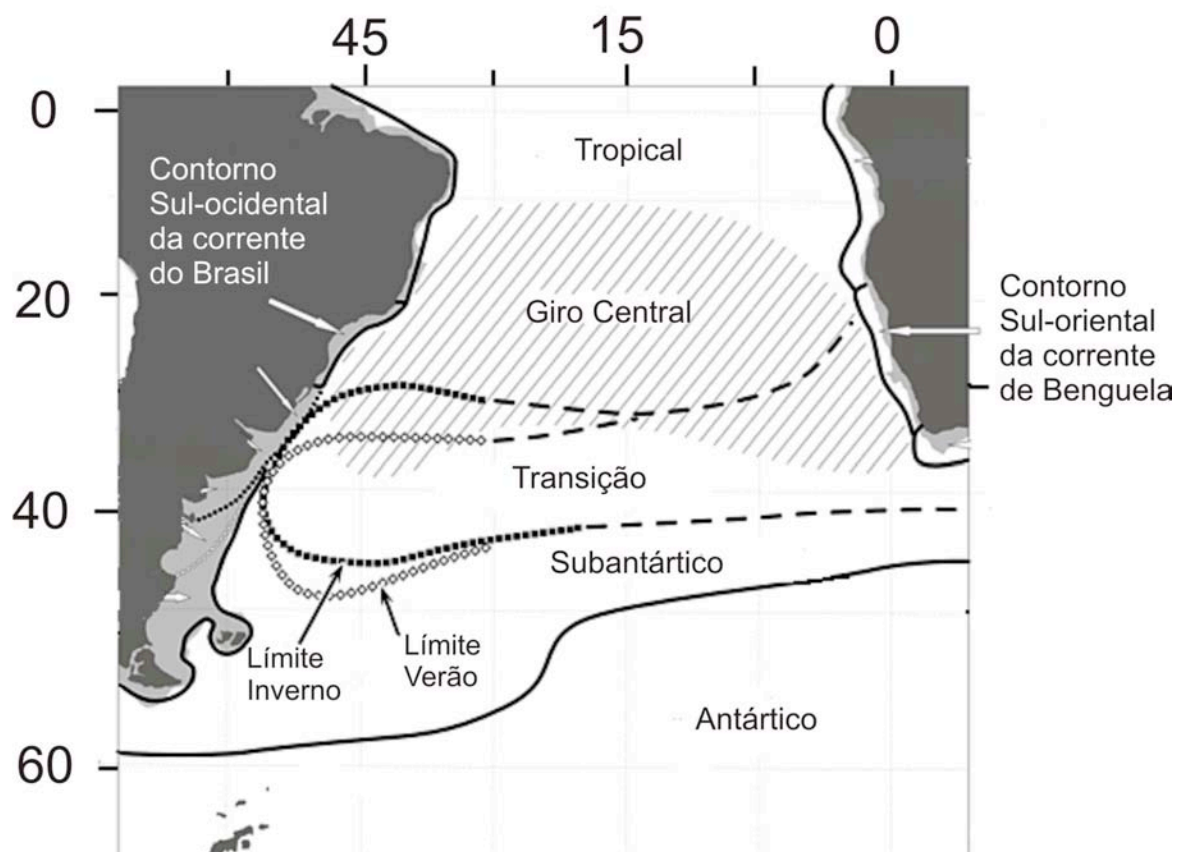 45 15 0
0
Tropical
Contorno
Sul-ocidental
da corrente
do Brasil
20
Giro Central
Contorno
Sul-oriental
da corrente
de Benguela
Transição
40
Subantártico
Límite
Inverno
Límite
Verão
Antártico
60